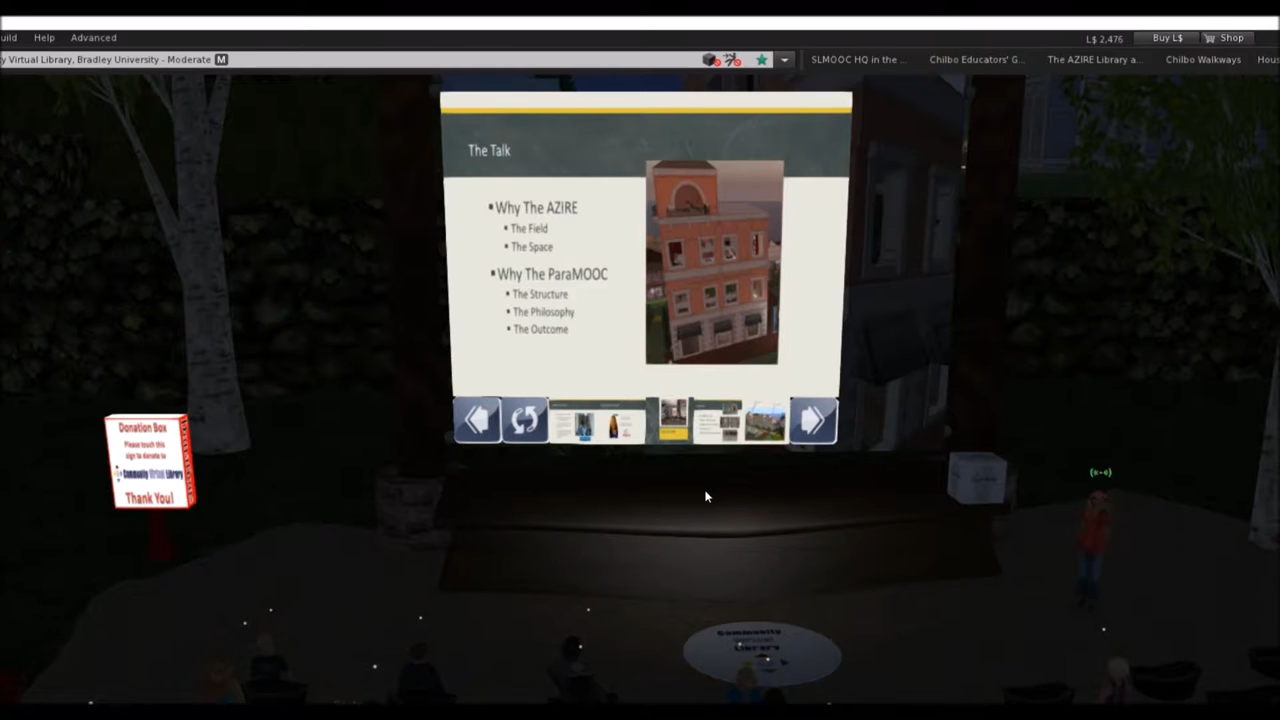 uild Help Advanced
L$ 2,476 Buy L$ Shop
y Virtual Library, Bradley University - Moderate M
SLMOOC HQ in the ... Chilbo Educators' G... The AZIRE Library a... Chilbo Walkways Hous
The Talk
Why The AZIRE
The Field
The Space
Why The ParaMOOC
The Structure
The Philosophy
The Outcome
Donation Box
Please touch this
sign to donate to
Community Virtual Library
Thank You!
Community
Library